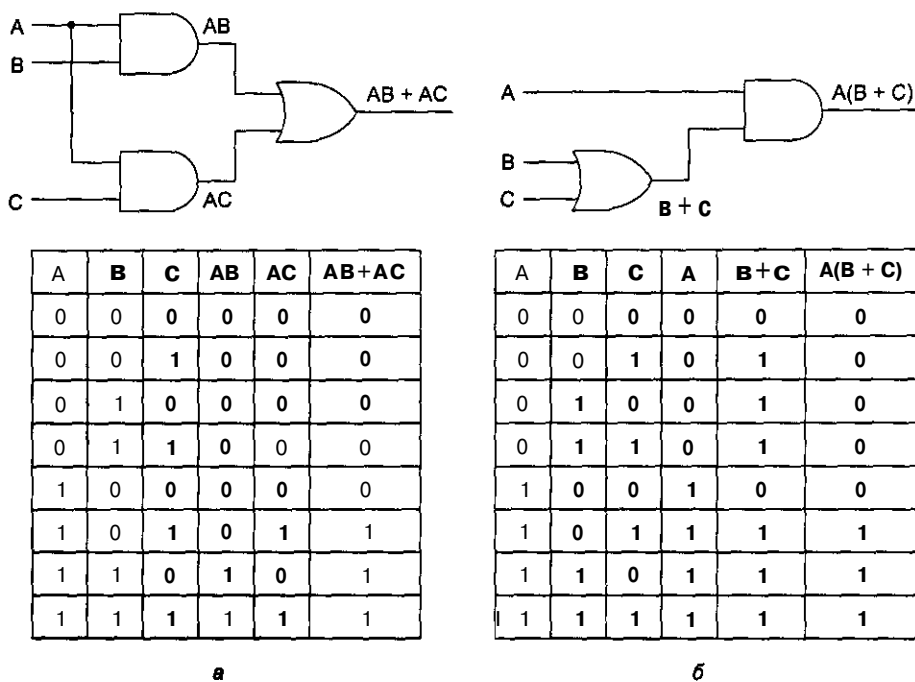 A
B
C
AB
AC
AB + AC
A
B
C
B + C
A(B + C)
A B C AB AC AB+AC
0 0 0 0 0 0
0 0 1 0 0 0
0 1 0 0 0 0
0 1 1 0 0 0
1 0 0 0 0 0
1 0 1 0 1 1
1 1 0 1 0 1
1 1 1 1 1 1
а
A B C A B+C A(B + C)
0 0 0 0 0 0
0 0 1 0 1 0
0 1 0 0 1 0
0 1 1 0 1 0
1 0 0 1 0 0
1 0 1 1 1 1
1 1 0 1 1 1
1 1 1 1 1 1
б